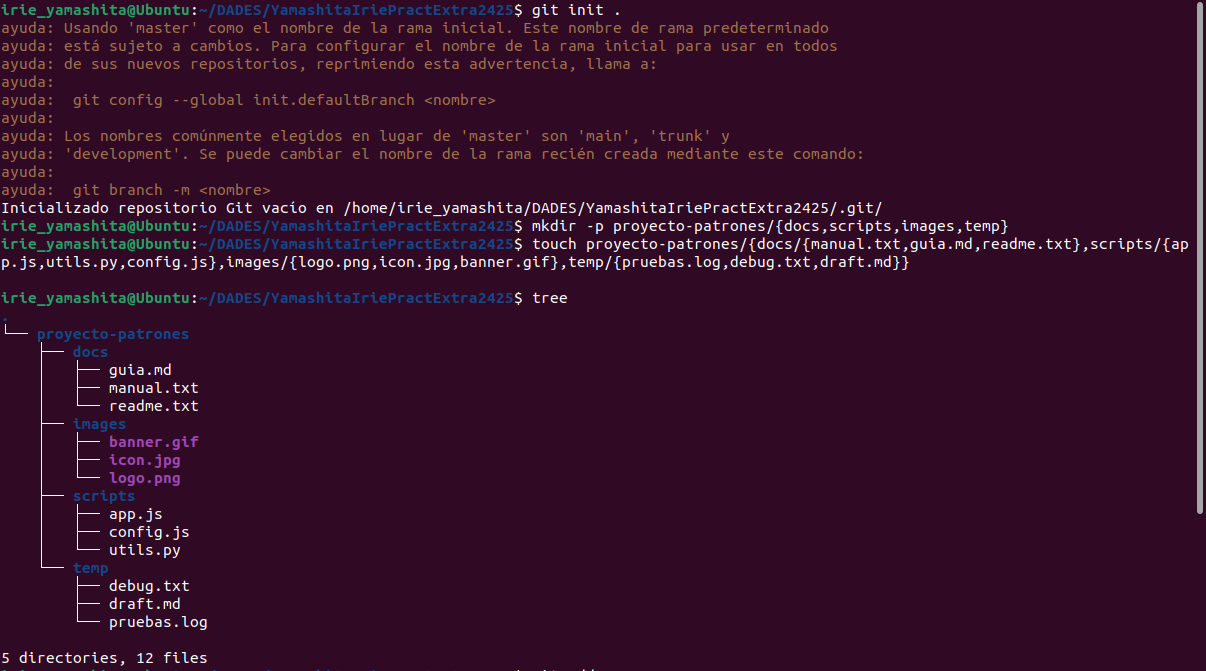 irie_yamashita@Ubuntu:~/DADES/YamashitaIriePractExtra2425$ git init .
ayuda: Usando 'master' como el nombre de la rama inicial. Este nombre de rama predeterminado
ayuda: está sujeto a cambios. Para configurar el nombre de la rama inicial para usar en todos
ayuda: de sus nuevos repositorios, reprimiendo esta advertencia, llama a:
ayuda:
ayuda:  git config --global init.defaultBranch <nombre>
ayuda:
ayuda: Los nombres comúnmente elegidos en lugar de 'master' son 'main', 'trunk' y
ayuda: 'development'. Se puede cambiar el nombre de la rama recién creada mediante este comando:
ayuda:
ayuda:  git branch -m <nombre>
Inicializado repositorio Git vacío en /home/irie_yamashita/DADES/YamashitaIriePractExtra2425/.git/
irie_yamashita@Ubuntu:~/DADES/YamashitaIriePractExtra2425$ mkdir -p proyecto-patrones/{docs,scripts,images,temp}
irie_yamashita@Ubuntu:~/DADES/YamashitaIriePractExtra2425$ touch proyecto-patrones/{docs/{manual.txt,guia.md,readme.txt},scripts/{ap
p.js,utils.py,config.js},images/{logo.png,icon.jpg,banner.gif},temp/{pruebas.log,debug.txt,draft.md}}
irie_yamashita@Ubuntu:~/DADES/YamashitaIriePractExtra2425$ tree
.
└── proyecto-patrones
    ├── docs
    │   ├── guia.md
    │   ├── manual.txt
    │   └── readme.txt
    ├── images
    │   ├── banner.gif
    │   ├── icon.jpg
    │   └── logo.png
    ├── scripts
    │   ├── app.js
    │   ├── config.js
    │   └── utils.py
    └── temp
        ├── debug.txt
        ├── draft.md
        └── pruebas.log
5 directories, 12 files